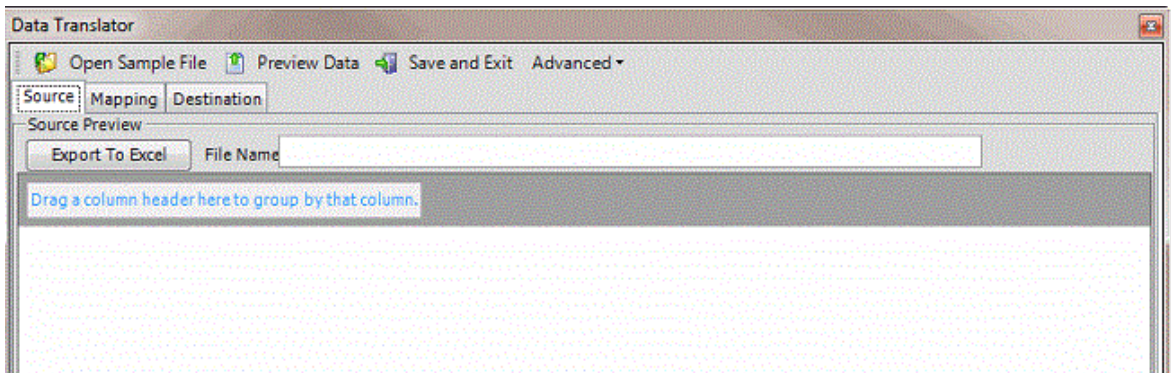 Data Translator
Open Sample File Preview Data Save and Exit Advanced
Source Mapping Destination
Source Preview
Export To Excel File Name
Drag a column header here to group by that column.